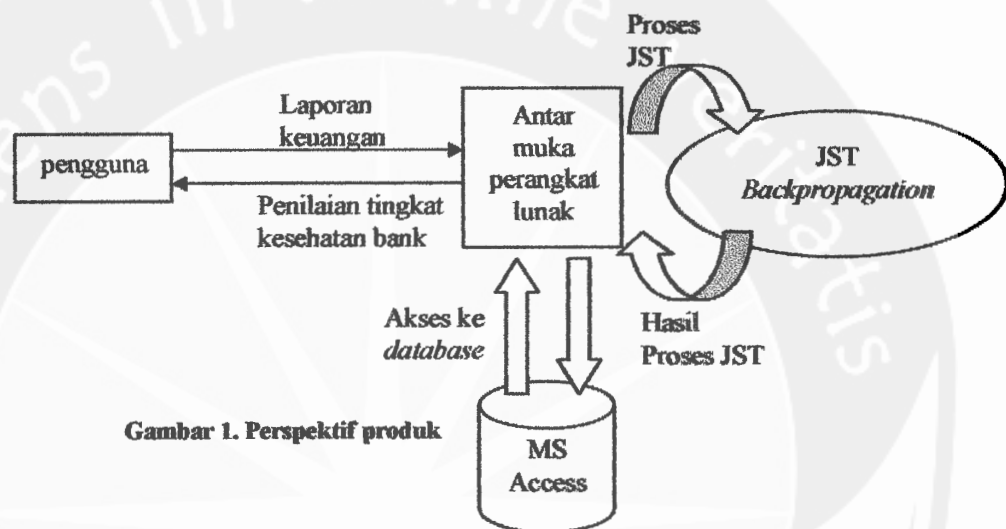 Proses
JST
Laporan
keuangan
Antar
muka
perangkat
lunak
pengguna
JST
Backpropagation
Penilaian tingkat
kesehatan bank
Akses ke
database
Hasil
Proses JST
Gambar 1. Perspektif produk
MS
Access